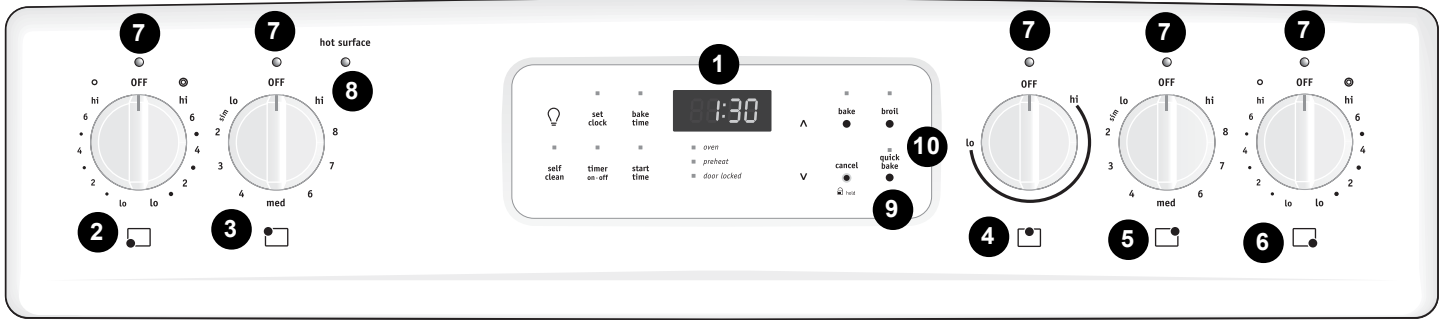 7
7
hot surface
8
OFF
hi
hi
6
6
2
2
lo
lo
OFF
lo
hi
sim
2
8
3
7
4
6
med
2
3
1
1:30
set
clock
bake
time
self
clean
timer
on - off
start
time
oven
preheat
door locked
bake
broil
cancel
hold
quick
bake
10
9
7
7
7
OFF
hi
lo
OFF
lo
hi
sim
2
8
3
7
4
6
med
OFF
hi
hi
6
6
2
2
lo
lo
4
5
6